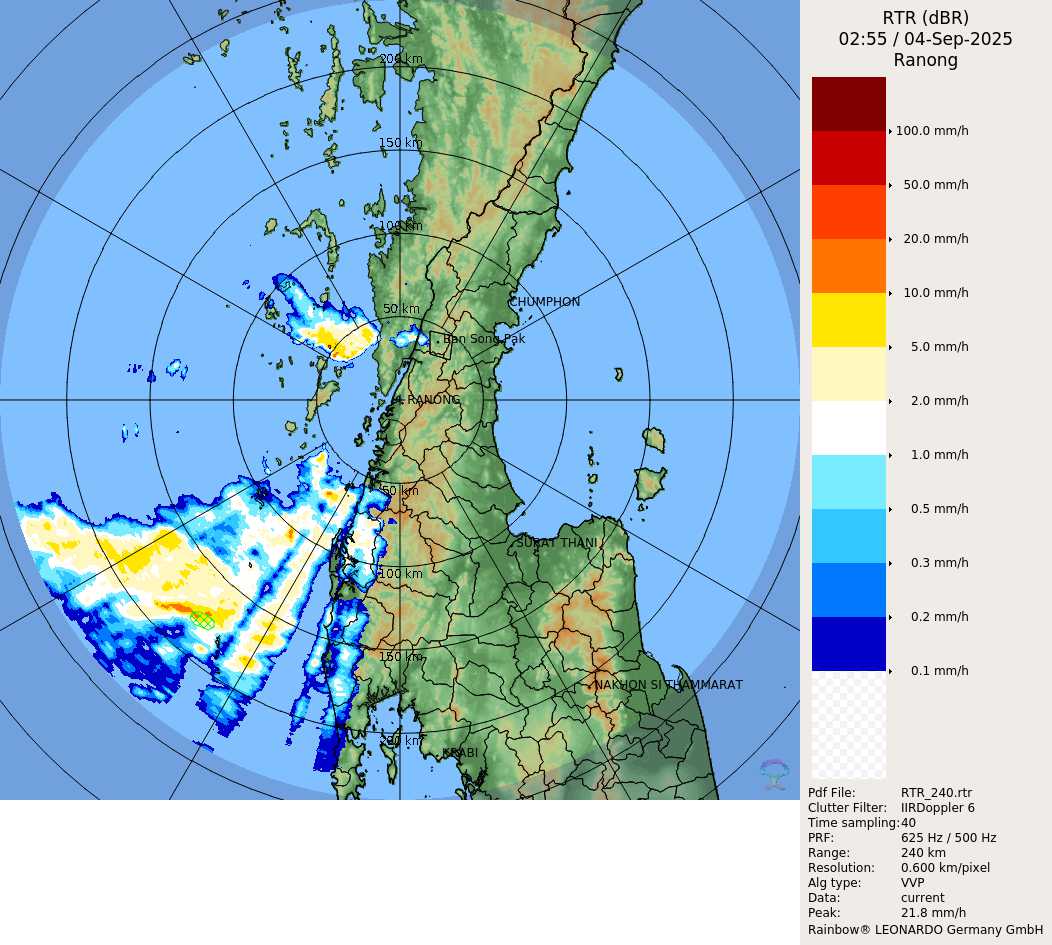 RTR (dBR)
02:55 / 04-Sep-2025
Ranong
200 km
150 km
100 km
50 km
CHUMPHON
Ban Song Pak
RANONG
50 km
SURAT THANI
100 km
150 km
NAKHON SI THAMMARAT
200 km
KRABI
100.0 mm/h
50.0 mm/h
20.0 mm/h
10.0 mm/h
5.0 mm/h
2.0 mm/h
1.0 mm/h
0.5 mm/h
0.3 mm/h
0.2 mm/h
0.1 mm/h
Pdf File: RTR_240.rtr
Clutter Filter: IIRDoppler 6
Time sampling: 40
PRF: 625 Hz / 500 Hz
Range: 240 km
Resolution: 0.600 km/pixel
Alg type: VVP
Data: current
Peak: 21.8 mm/h
Rainbow® LEONARDO Germany GmbH